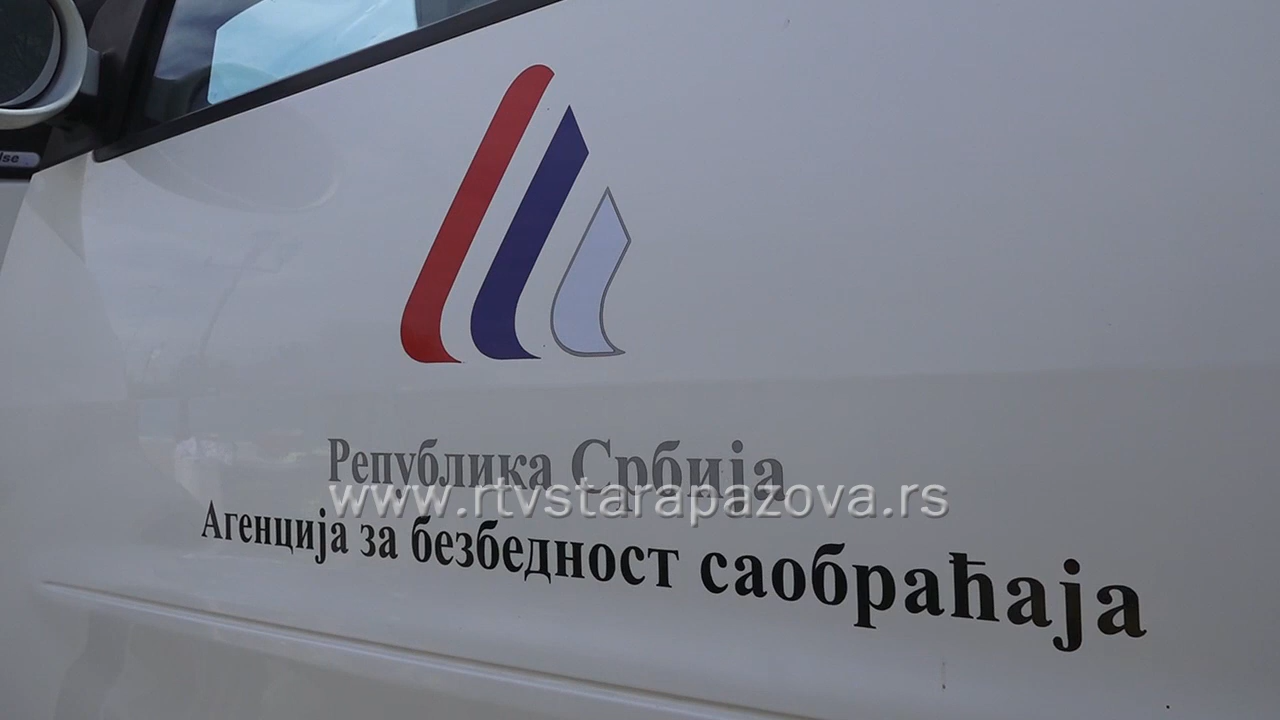 Република Србија
www.rtvstarapazova.rs
Агенција за безбедност саобраћаја